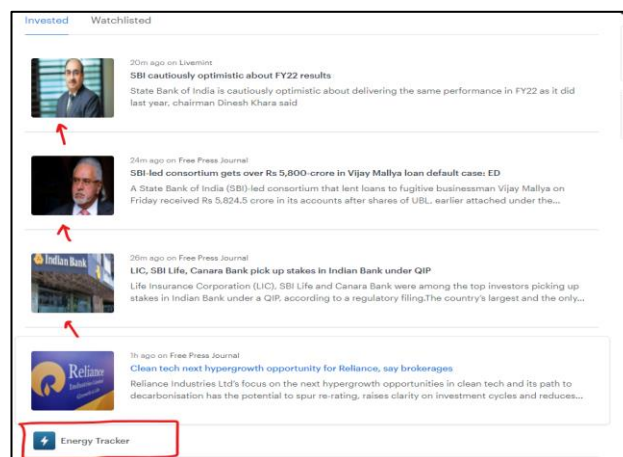 Invested Watchlisted
20m ago on Livemint
SBI cautiously optimistic about FY22 results
State Bank of India is cautiously optimistic about delivering the same performance in FY22 as it did
last year, chairman Dinesh Khara said
24m ago on Free Press Journal
SBI-led consortium gets over Rs 5,800-crore in Vijay Mallya loan default case: ED
A State Bank of India (SBI)-led consortium that lent loans to fugitive businessman Vijay Mallya on
Friday received Rs 5,824.5 crore in its accounts after shares of UBL, earlier attached under the...
Indian Bank
26m ago on Free Press Journal
LIC, SBI Life, Canara Bank pick up stakes in Indian Bank under QIP
Life Insurance Corporation (LIC), SBI Life and Canara Bank were among the top investors picking up
stakes in Indian Bank under a QIP, according to a regulatory filing.The country's largest and the only...
Reliance
Industries Limited
1h ago on Free Press Journal
Clean tech next hypergrowth opportunity for Reliance, say brokerages
Reliance Industries Ltd's focus on the next hypergrowth opportunities in clean tech and its path to
decarbonisation has the potential to spur re-rating, raises clarity on investment cycles and reduces...
Energy Tracker